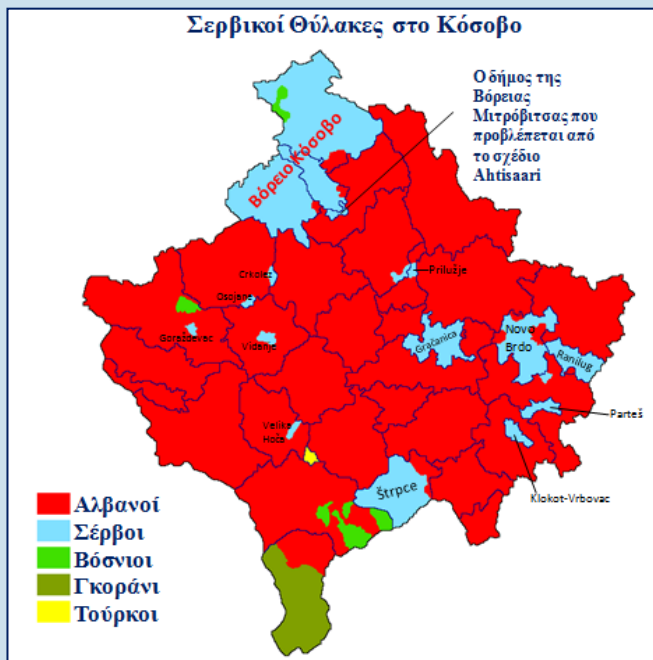 Σερβικοί Θύλακες στο Κόσοβο
Ο δήμος της
Βόρειας
Μιτρόβιτσας που
προβλέπεται από
το σχέδιο
Ahtisaari
Βόρειο Κόσοβο
Crkolez
Prilužje
Osojane
Goraždevac
Vidanje
Gračanica
Novo
Brdo
Ranilug
Parteš
Velika
Hoča
Klokot-Vrbovac
Štrpce
Αλβανοί
Σέρβοι
Βόσνιοι
Γκοράνι
Τούρκοι